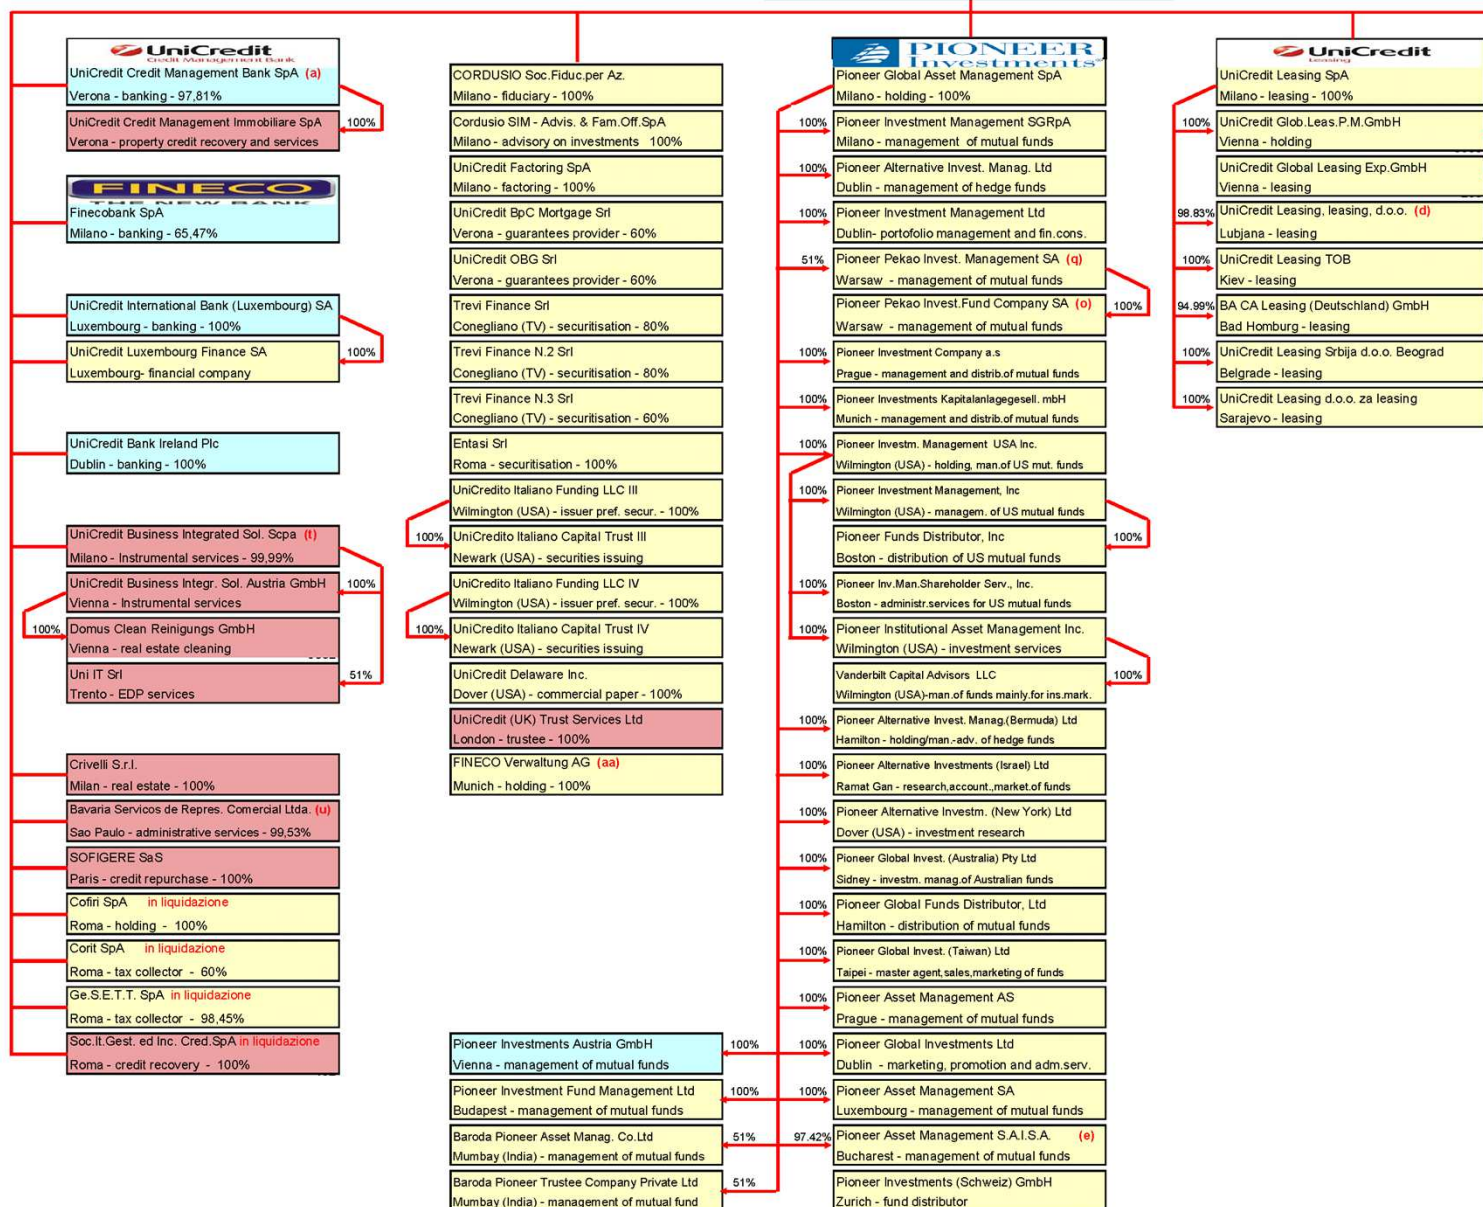 UniCredit
Credit Management Bank
UniCredit Credit Management Bank SpA (a)
Verona - banking - 97,81%
100%
UniCredit Credit Management Immobiliare SpA
Verona - property credit recovery and services
FINECO
THE NEW BANK
Finecobank SpA
Milano - banking - 65,47%
UniCredit International Bank (Luxembourg) SA
Luxembourg - banking - 100%
100%
UniCredit Luxembourg Finance SA
Luxembourg- financial company
UniCredit Bank Ireland Plc
Dublin - banking - 100%
UniCredit Business Integrated Sol. Scpa (t)
Milano - Instrumental services - 99,99%
100%
UniCredit Business Integr. Sol. Austria GmbH
Vienna - Instrumental services
100%
Domus Clean Reinigungs GmbH
Vienna - real estate cleaning
51%
Uni IT Srl
Trento - EDP services
Crivelli S.r.l.
Milan - real estate - 100%
Bavaria Servicos de Repres. Comercial Ltda. (u)
Sao Paulo - administrative services - 99,53%
SOFIGERE SaS
Paris - credit repurchase - 100%
Cofiri SpA in liquidazione
Roma - holding - 100%
Corit SpA in liquidazione
Roma - tax collector - 60%
Ge.S.E.T.T. SpA in liquidazione
Roma - tax collector - 98,45%
Soc.It.Gest. ed Inc. Cred.SpA in liquidazione
Roma - credit recovery - 100%
CORDUSIO Soc.Fiduc.per Az.
Milano - fiduciary - 100%
Cordusio SIM - Advis. & Fam.Off.SpA
Milano - advisory on investments 100%
UniCredit Factoring SpA
Milano - factoring - 100%
UniCredit BpC Mortgage Srl
Verona - guarantees provider - 60%
UniCredit OBG Srl
Verona - guarantees provider - 60%
Trevi Finance Srl
Conegliano (TV) - securitisation - 80%
Trevi Finance N.2 Srl
Conegliano (TV) - securitisation - 80%
Trevi Finance N.3 Srl
Conegliano (TV) - securitisation - 60%
Entasi Srl
Roma - securitisation - 100%
UniCredito Italiano Funding LLC III
Wilmington (USA) - issuer pref. secur. - 100%
100%
UniCredito Italiano Capital Trust III
Newark (USA) - securities issuing
UniCredito Italiano Funding LLC IV
Wilmington (USA) - issuer pref. secur. - 100%
100%
UniCredito Italiano Capital Trust IV
Newark (USA) - securities issuing
UniCredit Delaware Inc.
Dover (USA) - commercial paper - 100%
UniCredit (UK) Trust Services Ltd
London - trustee - 100%
FINECO Verwaltung AG (aa)
Munich - holding - 100%
Pioneer Investments Austria GmbH
Vienna - management of mutual funds
100%
Pioneer Investment Fund Management Ltd
Budapest - management of mutual funds
100%
Baroda Pioneer Asset Manag. Co.Ltd
Mumbay (India) - management of mutual funds
51%
Baroda Pioneer Trustee Company Private Ltd
Mumbay (India) - management of mutual fund
51%
PIONEER
Investments
Pioneer Global Asset Management SpA
Milano - holding - 100%
100%
Pioneer Investment Management SGRpA
Milano - management of mutual funds
100%
Pioneer Alternative Invest. Manag. Ltd
Dublin - management of hedge funds
100%
Pioneer Investment Management Ltd
Dublin- portofolio management and fin.cons.
51%
Pioneer Pekao Invest. Management SA (q)
Warsaw - management of mutual funds
100%
Pioneer Pekao Invest.Fund Company SA (o)
Warsaw - management of mutual funds
100%
Pioneer Investment Company a.s
Prague - management and distrib.of mutual funds
100%
Pioneer Investments Kapitalanlagegesell. mbH
Munich - management and distrib.of mutual funds
100%
Pioneer Investm. Management USA Inc.
Wilmington (USA) - holding, man.of US mut. funds
100%
Pioneer Investment Management, Inc
Wilmington (USA) - managem. of US mutual funds
100%
Pioneer Funds Distributor, Inc
Boston - distribution of US mutual funds
100%
Pioneer Inv.Man.Shareholder Serv., Inc.
Boston - administr.services for US mutual funds
100%
Pioneer Institutional Asset Management Inc.
Wilmington (USA) - investment services
100%
Vanderbilt Capital Advisors LLC
Wilmington (USA)-man.of funds mainly.for ins.mark.
100%
Pioneer Alternative Invest. Manag.(Bermuda) Ltd
Hamilton - holding/man.-adv. of hedge funds
100%
Pioneer Alternative Investments (Israel) Ltd
Ramat Gan - research,account.,market.of funds
100%
Pioneer Alternative Investm. (New York) Ltd
Dover (USA) - investment research
100%
Pioneer Global Invest. (Australia) Pty Ltd
Sidney - investm. manag.of Australian funds
100%
Pioneer Global Funds Distributor, Ltd
Hamilton - distribution of mutual funds
100%
Pioneer Global Invest. (Taiwan) Ltd
Taipei - master agent,sales,marketing of funds
100%
Pioneer Asset Management AS
Prague - management of mutual funds
100%
Pioneer Global Investments Ltd
Dublin - marketing, promotion and adm.serv.
100%
Pioneer Asset Management SA
Luxembourg - management of mutual funds
97.42%
Pioneer Asset Management S.A.I.S.A. (e)
Bucharest - management of mutual funds
Pioneer Investments (Schweiz) GmbH
Zurich - fund distributor
UniCredit
Leasing
UniCredit Leasing SpA
Milano - leasing - 100%
100%
UniCredit Glob.Leas.P.M.GmbH
Vienna - holding
UniCredit Global Leasing Exp.GmbH
Vienna - leasing
98.83%
UniCredit Leasing, leasing, d.o.o. (d)
Lubjana - leasing
100%
UniCredit Leasing TOB
Kiev - leasing
94.99%
BA CA Leasing (Deutschland) GmbH
Bad Homburg - leasing
100%
UniCredit Leasing Srbija d.o.o. Beograd
Belgrade - leasing
100%
UniCredit Leasing d.o.o. za leasing
Sarajevo - leasing